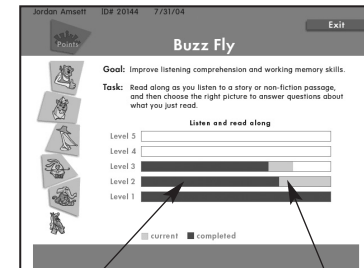 Jordan Amsett ID# 20144 7/31/04
Exit
Points
Buzz Fly
Goal: Improve listening comprehension and working memory skills.
Task: Read along as you listen to a story or non-fiction passage,
and then choose the right picture to answer questions about
what you just read.
Listen and read along
Level 5
Level 4
Level 3
Level 2
Level 1
current completed